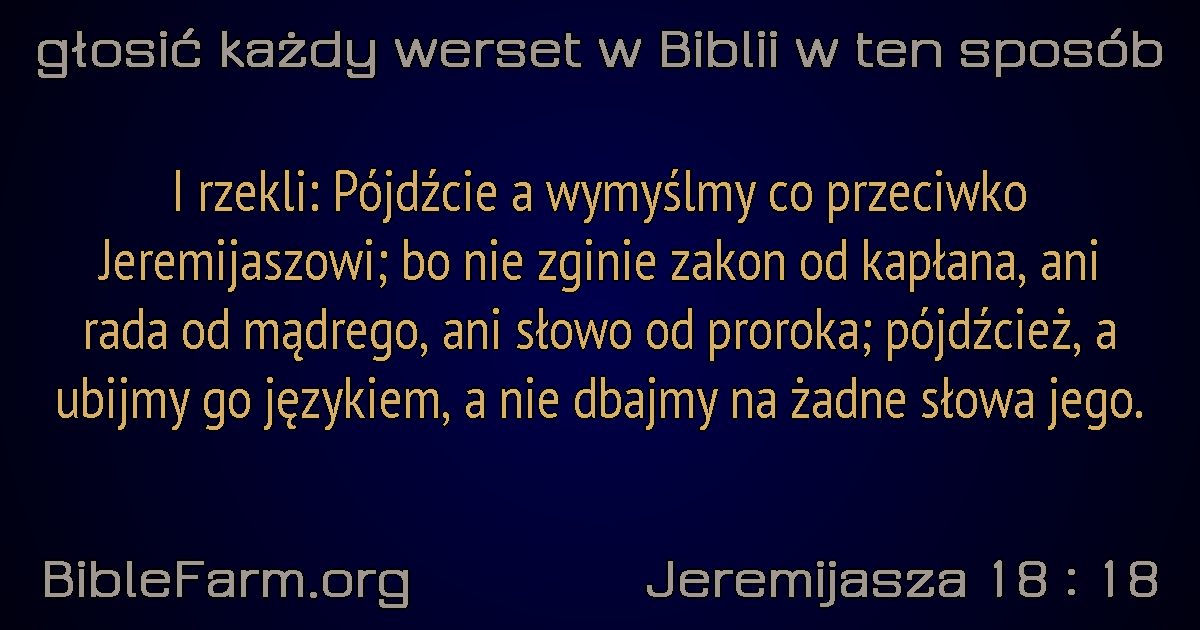 głosić każdy werset w Biblii w ten sposób
I rzekli: Pójdźcie a wymyślmy co przeciwko
Jeremijaszowi; bo nie zginie zakon od kapłana, ani
rada od mądrego, ani słowo od proroka; pójdźcież, a
ubijmy go językiem, a nie dbajmy na żadne słowa jego.
BibleFarm.org
Jeremijasza 18 : 18